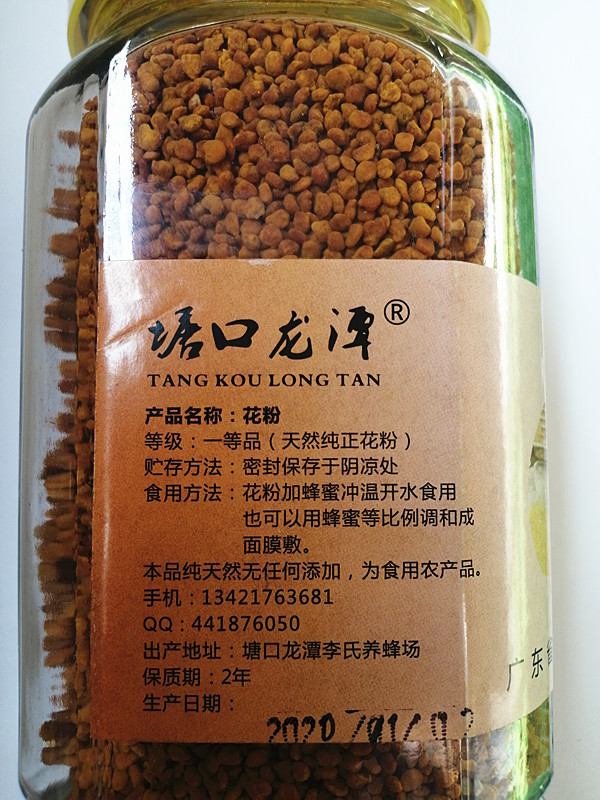 塘口龙潭®
TANG KOU LONG TAN
产品名称：花粉
等级：一等品（天然纯正花粉）
贮存方法：密封保存于阴凉处
食用方法：花粉加蜂蜜冲温开水食用
也可以用蜂蜜等比例调和成
面膜敷。
本品纯天然无任何添加，为食用农产品。
手机：13421763681
QQ：441876050
出产地址：塘口龙潭李氏养蜂场
保质期：2年
生产日期：
2020
广东省